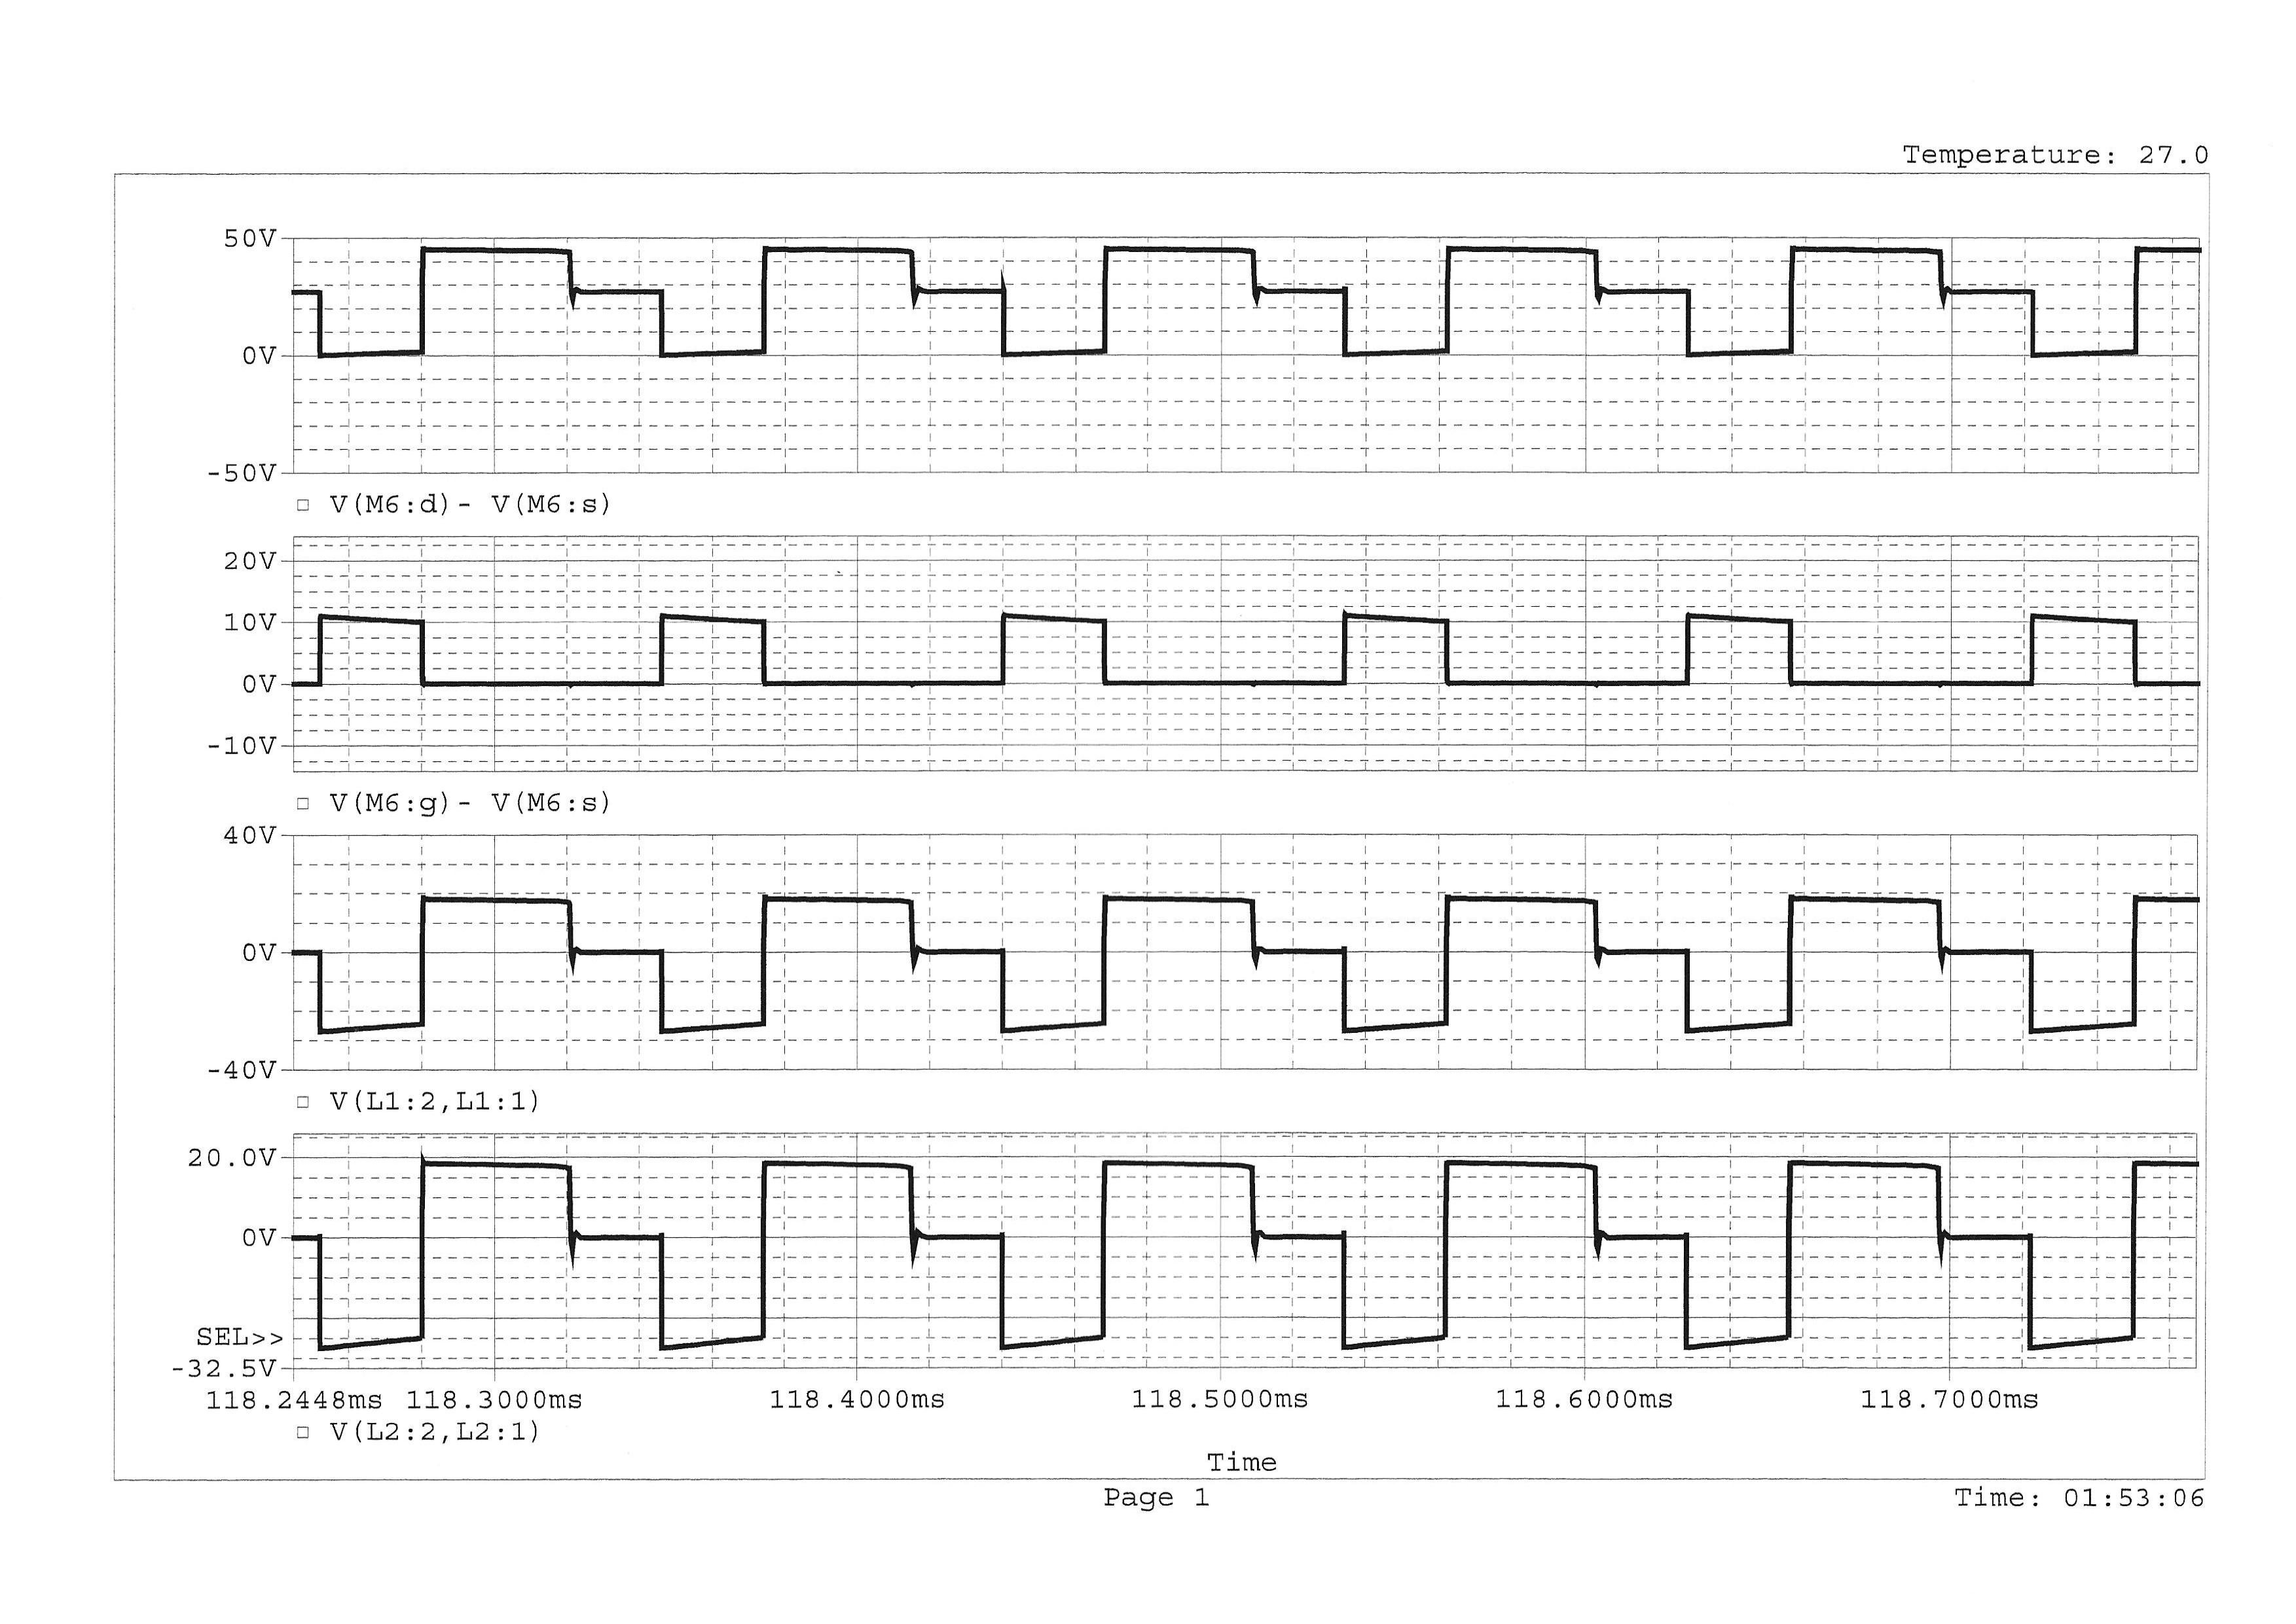 Temperature: 27.0
50V
0V
-50V
□ V(M6:d)- V(M6:s)
20V
10V
0V
-10V
□ V(M6:g)- V(M6:s)
40V
0V
-40V
□ V(L1:2,L1:1)
20.0V
0V
SEL>>
-32.5V
118.2448ms 118.3000ms 118.4000ms 118.5000ms 118.6000ms 118.7000ms
□ V(L2:2,L2:1)
Time
Page 1 Time: 01:53:06